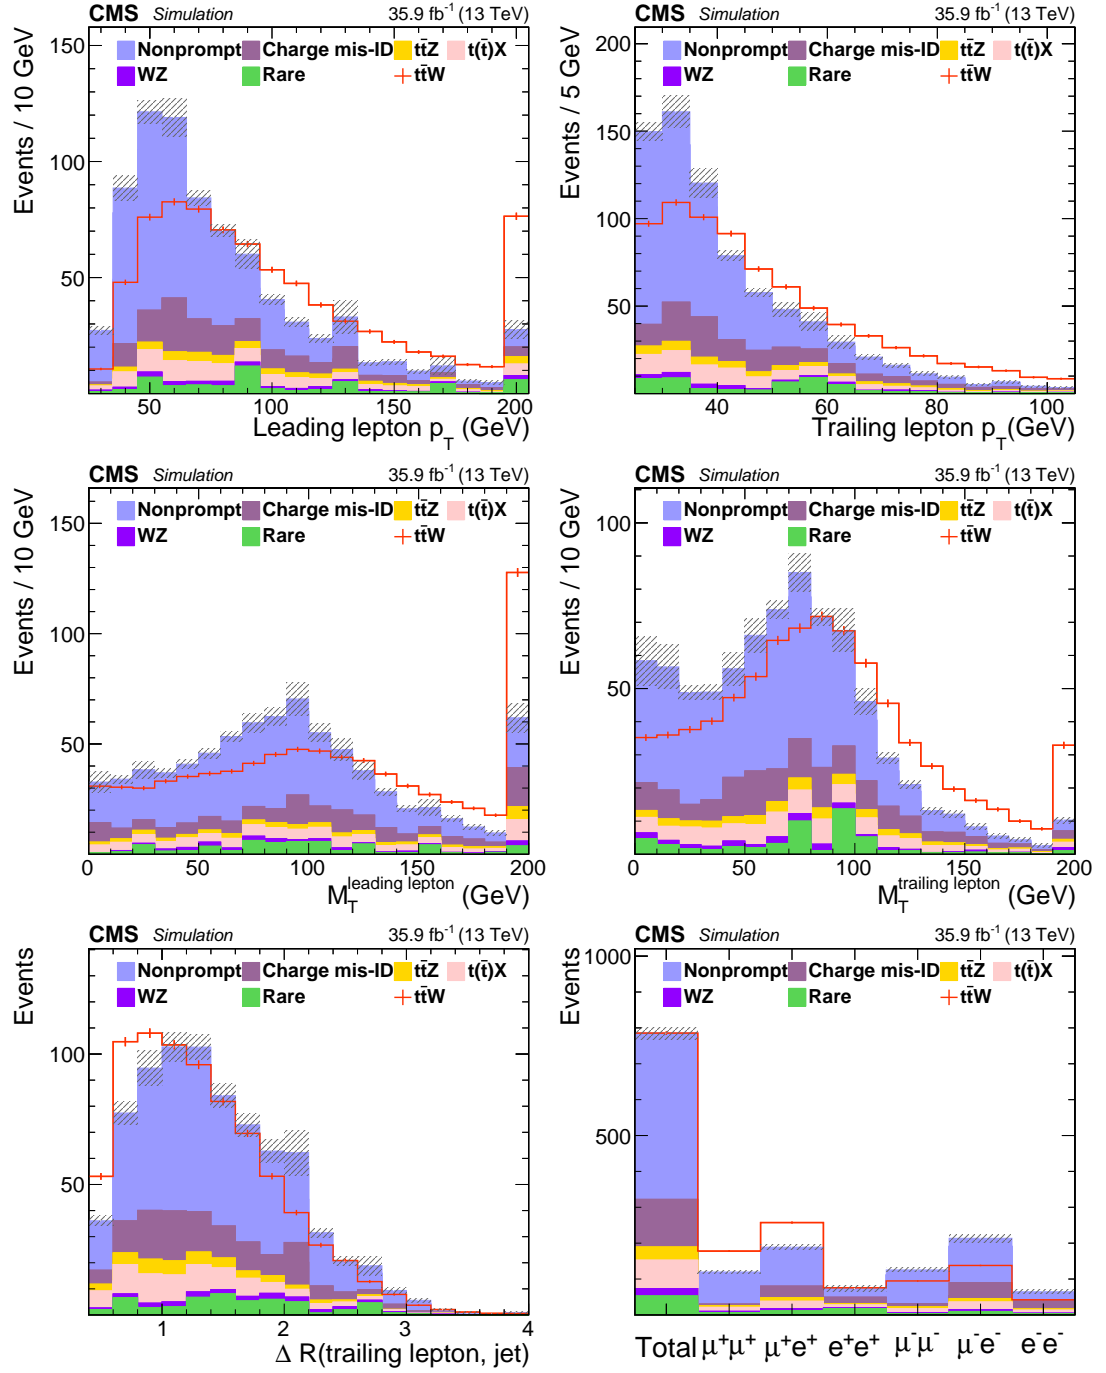 CMS Simulation 35.9 fb⁻¹ (13 TeV)
Events / 10 GeV
150
100
50
Nonprompt Charge mis-ID tt̄Z t(t̄)X
WZ Rare tt̄W
50 100 150 200
Leading lepton p_T (GeV)
CMS Simulation 35.9 fb⁻¹ (13 TeV)
Events / 5 GeV
200
150
100
50
Nonprompt Charge mis-ID tt̄Z t(t̄)X
WZ Rare tt̄W
40 60 80 100
Trailing lepton p_T(GeV)
CMS Simulation 35.9 fb⁻¹ (13 TeV)
Events / 10 GeV
150
100
50
Nonprompt Charge mis-ID tt̄Z t(t̄)X
WZ Rare tt̄W
0 50 100 150 200
M_T^leading lepton (GeV)
CMS Simulation 35.9 fb⁻¹ (13 TeV)
Events / 10 GeV
100
50
Nonprompt Charge mis-ID tt̄Z t(t̄)X
WZ Rare tt̄W
0 50 100 150 200
M_T^trailing lepton (GeV)
CMS Simulation 35.9 fb⁻¹ (13 TeV)
Events
100
50
Nonprompt Charge mis-ID tt̄Z t(t̄)X
WZ Rare tt̄W
1 2 3 4
Δ R(trailing lepton, jet)
CMS Simulation 35.9 fb⁻¹ (13 TeV)
Events
1000
500
Nonprompt Charge mis-ID tt̄Z t(t̄)X
WZ Rare tt̄W
Total μ⁺μ⁺ μ⁺e⁺ e⁺e⁺ μ⁻μ⁻ μ⁻e⁻ e⁻e⁻